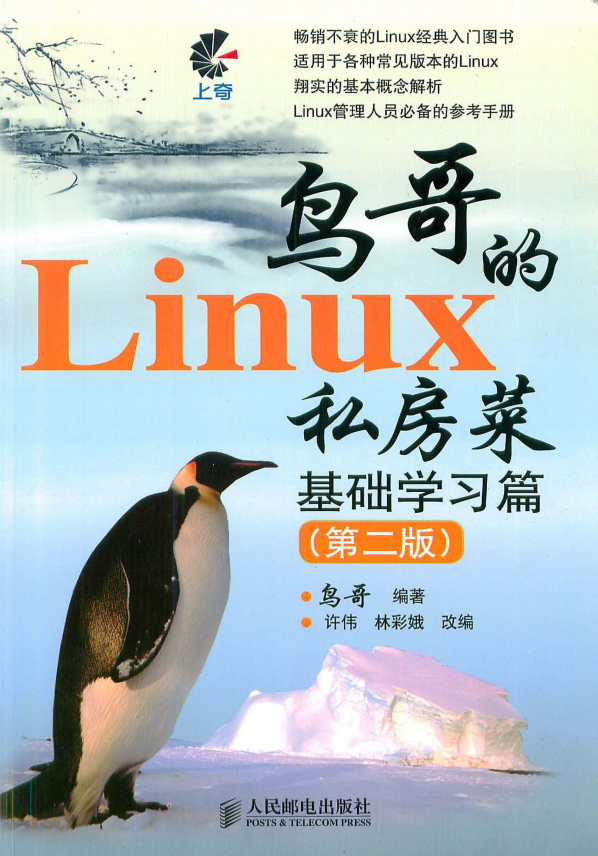 畅销不衰的Linux经典入门图书
适用于各种常见版本的Linux
翔实的基本概念解析
Linux管理人员必备的参考手册
上奇
鸟哥的
Linux
私房菜
基础学习篇
(第二版)
• 鸟哥 编著
• 许伟 林彩娥 改编
人民邮电出版社
POSTS & TELECOM PRESS